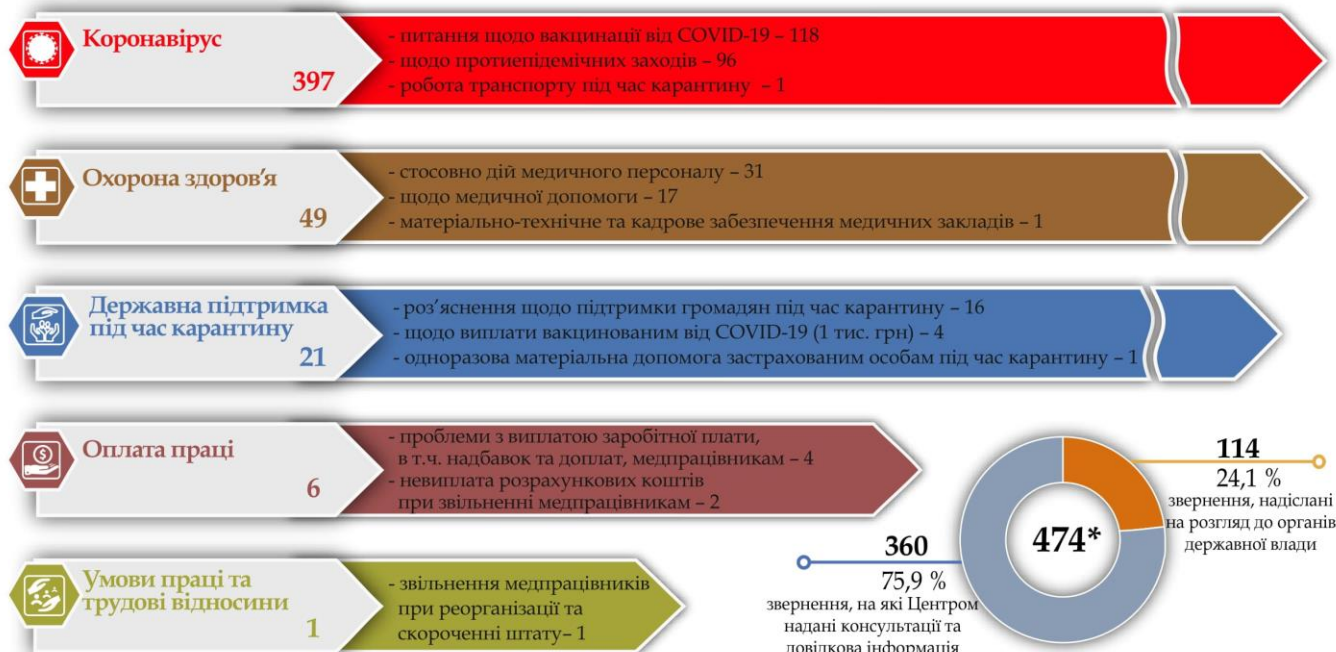 Коронавірус
397
- питання щодо вакцинації від COVID-19 – 118
- щодо протиепідемічних заходів – 96
- робота транспорту під час карантину – 1
Охорона здоров'я
49
- стосовно дій медичного персоналу – 31
- щодо медичної допомоги – 17
- матеріально-технічне та кадрове забезпечення медичних закладів – 1
Державна підтримка
під час карантину
21
- роз'яснення щодо підтримки громадян під час карантину – 16
- щодо виплати вакцинованим від COVID-19 (1 тис. грн) – 4
- одноразова матеріальна допомога застрахованим особам під час карантину – 1
Оплата праці
6
- проблеми з виплатою заробітної плати,
в т.ч. надбавок та доплат, медпрацівникам – 4
- невиплата розрахункових коштів
при звільненні медпрацівникам – 2
Умови праці та
трудові відносини
1
- звільнення медпрацівників
при реорганізації та
скороченні штату– 1
474*
114
24,1 %
звернення, надіслані
на розгляд до органів
державної влади
360
75,9 %
звернення, на які Центром
надані консультації та
довідкова інформація